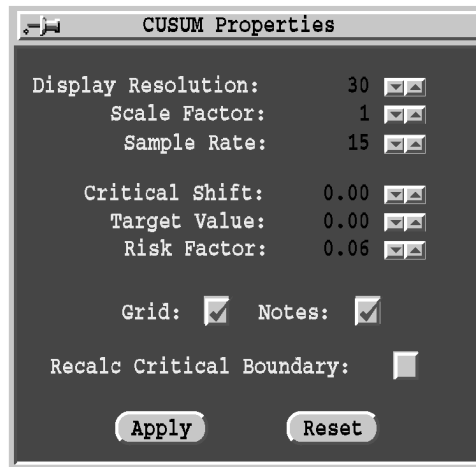 CUSUM Properties
Display Resolution: 30
Scale Factor: 1
Sample Rate: 15
Critical Shift: 0.00
Target Value: 0.00
Risk Factor: 0.06
Grid: Notes:
Recalc Critical Boundary:
Apply Reset